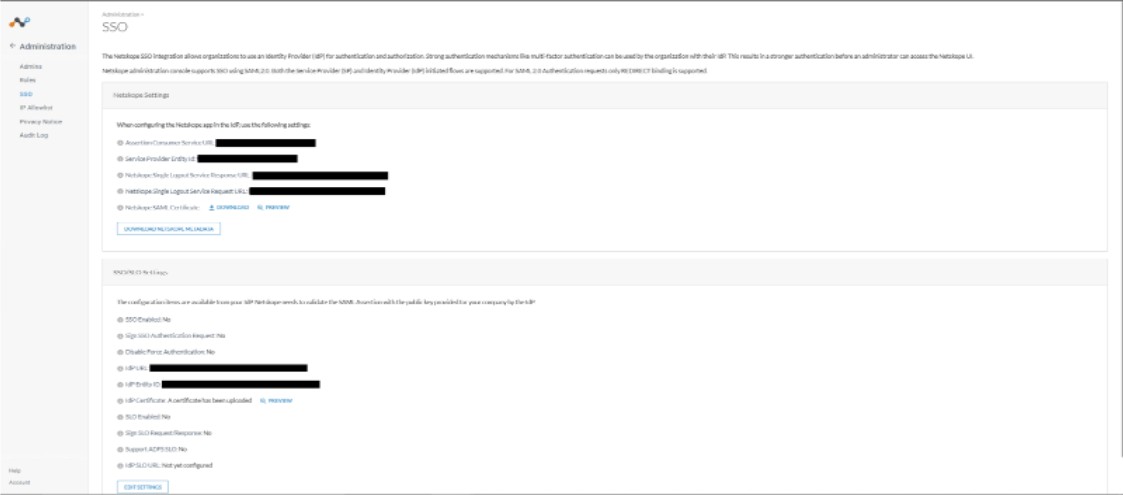 Administration >
SSO
Administration
Admins
Roles
SSO
IP Allowlist
Privacy Notice
Audit Log
Help
Account
The Netskope SSO integration allows organizations to use an Identity Provider (IdP) for authentication and authorization. Strong authentication mechanisms like multi-factor authentication can be used by the organization with their IdP. This results in a stronger authentication before an administrator can access the Netskope UI.
Netskope administration console supports SSO using SAML 2.0. Both the Service Provider (SP) and Identity Provider (IdP) initiated flows are supported. For SAML 2.0 Authentication requests only REDIRECT binding is supported.
Netskope Settings
When configuring the Netskope app in the IdP, use the following settings:
Assertion Consumer Service URL:
Service Provider Entity Id:
Netskope Single Logout Service Response URL:
Netskope Single Logout Service Request URL:
Netskope SAML Certificate: DOWNLOAD PREVIEW
DOWNLOAD NETSKOPE METADATA
SSO/SLO Settings
The configuration items are available from your IdP. Netskope needs to validate the SAML Assertion with the public key provided for your company by the IdP
SSO Enabled: No
Sign SSO Authentication Request: No
Disable Force Authentication: No
IdP URL:
IdP Entity ID:
IdP Certificate: A certificate has been uploaded PREVIEW
SLO Enabled: No
Sign SLO Request/Response: No
Support ADFS SLO: No
IdP SLO URL: Not yet configured
EDIT SETTINGS